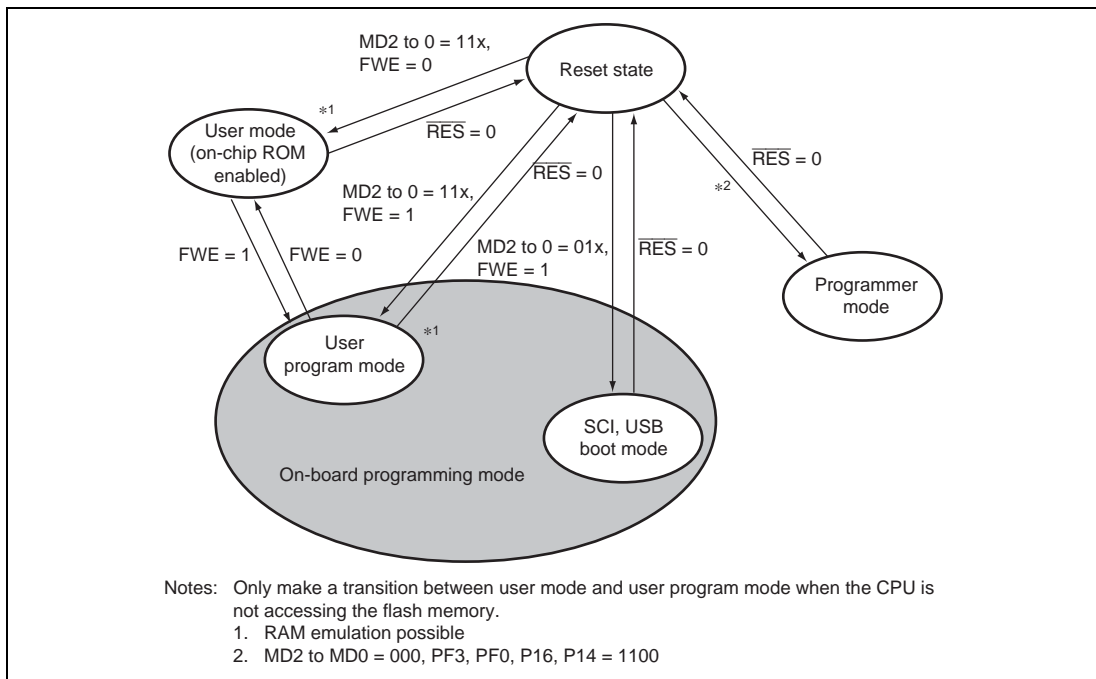 MD2 to 0 = 11x,
FWE = 0
Reset state
*1
RES = 0
User mode
(on-chip ROM
enabled)
MD2 to 0 = 11x,
FWE = 1
RES = 0
RES = 0
*2
FWE = 1
FWE = 0
MD2 to 0 = 01x,
FWE = 1
RES = 0
Programmer
mode
User
program mode
*1
SCI, USB
boot mode
On-board programming mode
Notes: Only make a transition between user mode and user program mode when the CPU is
not accessing the flash memory.
1. RAM emulation possible
2. MD2 to MD0 = 000, PF3, PF0, P16, P14 = 1100